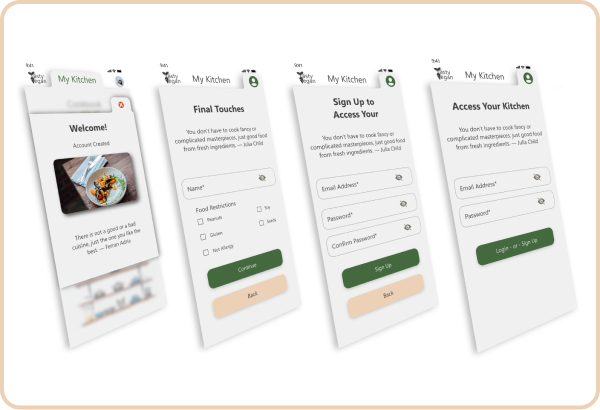 9:41
Tasty
Vegan
My Kitchen
Welcome!
Account Created
There is not a good or a bad
cuisine, just the one you like the
best. — Ferran Adria
9:41
Tasty
Vegan
My Kitchen
Final Touches
You don't have to cook fancy or
complicated masterpieces, just good food
from fresh ingredients. — Julia Child
Name*
Food Restrictions
Peanuts
Soy
Gluten
Nut Allergy
Continue
Back
9:41
Tasty
Vegan
My Kitchen
Sign Up to
Access Your
You don't have to cook fancy or
complicated masterpieces, just good food
from fresh ingredients. — Julia Child
Email Address*
Password*
Confirm Password*
Sign Up
Back
9:41
Tasty
Vegan
My Kitchen
Access Your Kitchen
You don't have to cook fancy or
complicated masterpieces, just good food
from fresh ingredients. — Julia Child
Email Address*
Password*
Login - or - Sign Up